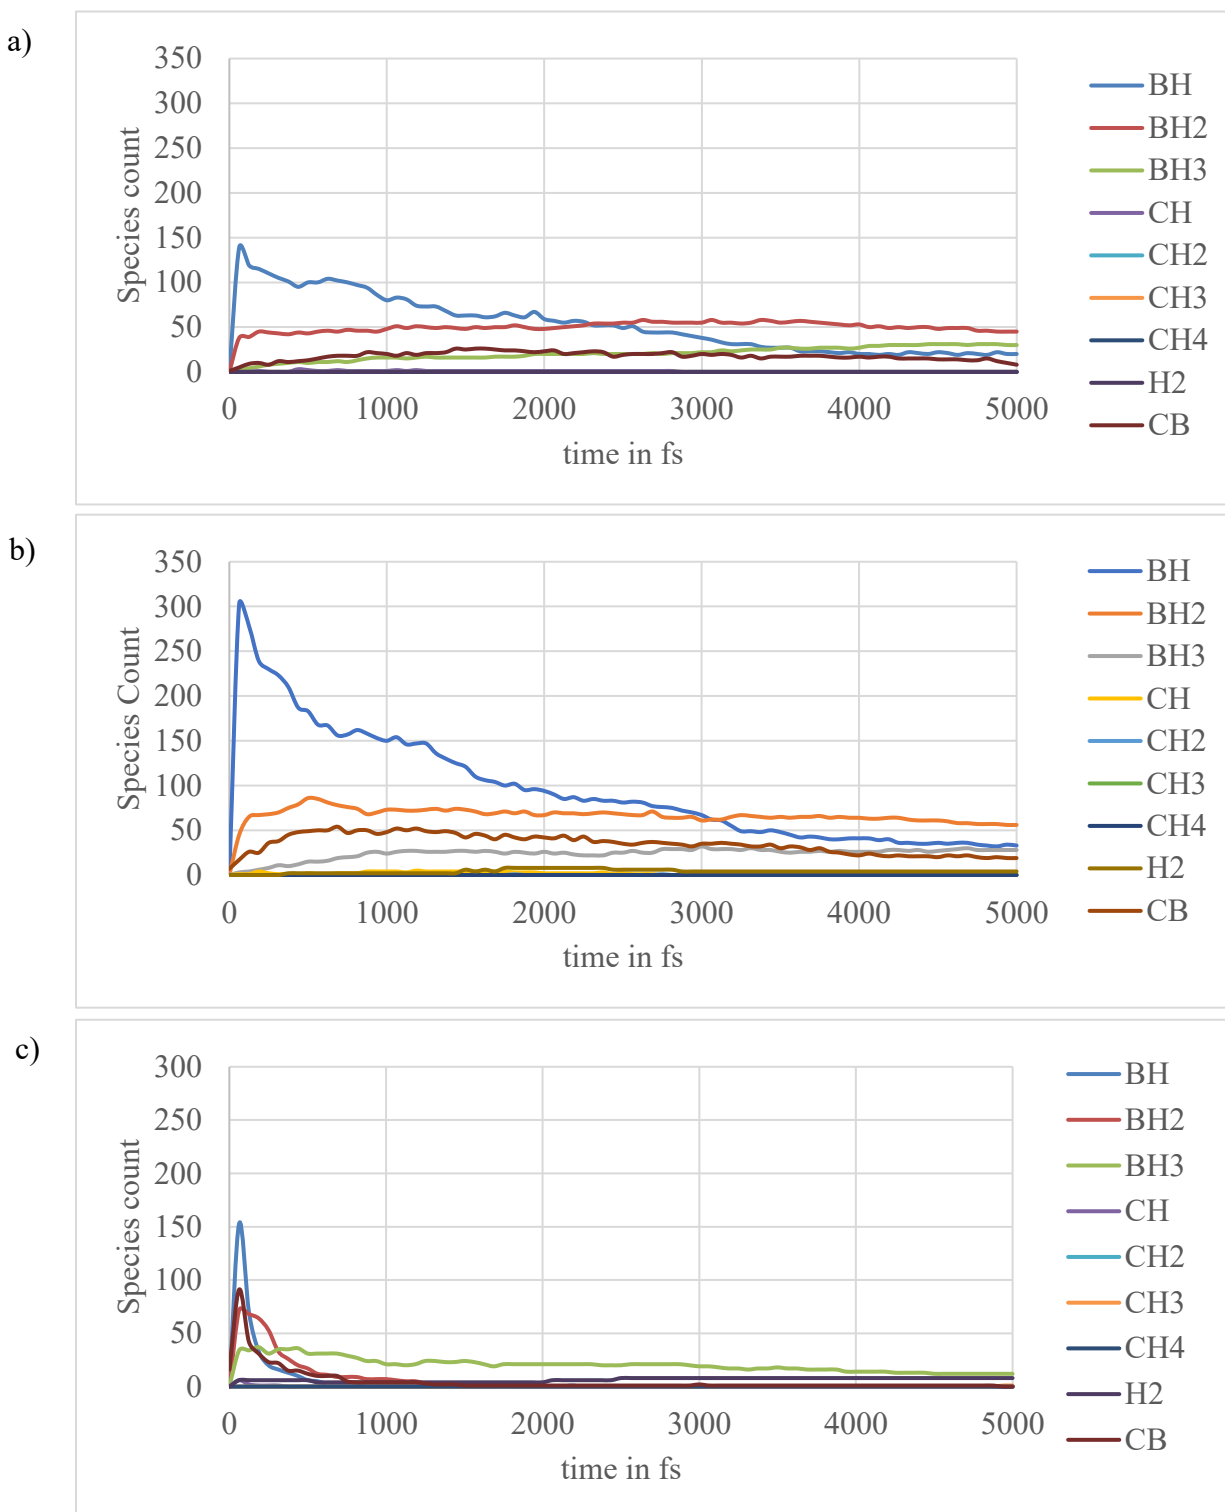 a)
350
300
250
200
150
100
50
0
Species count
0 1000 2000 3000 4000 5000
time in fs
BH
BH2
BH3
CH
CH2
CH3
CH4
H2
CB
b)
350
300
250
200
150
100
50
0
Species Count
0 1000 2000 3000 4000 5000
time in fs
BH
BH2
BH3
CH
CH2
CH3
CH4
H2
CB
c)
300
250
200
150
100
50
0
Species count
0 1000 2000 3000 4000 5000
time in fs
BH
BH2
BH3
CH
CH2
CH3
CH4
H2
CB